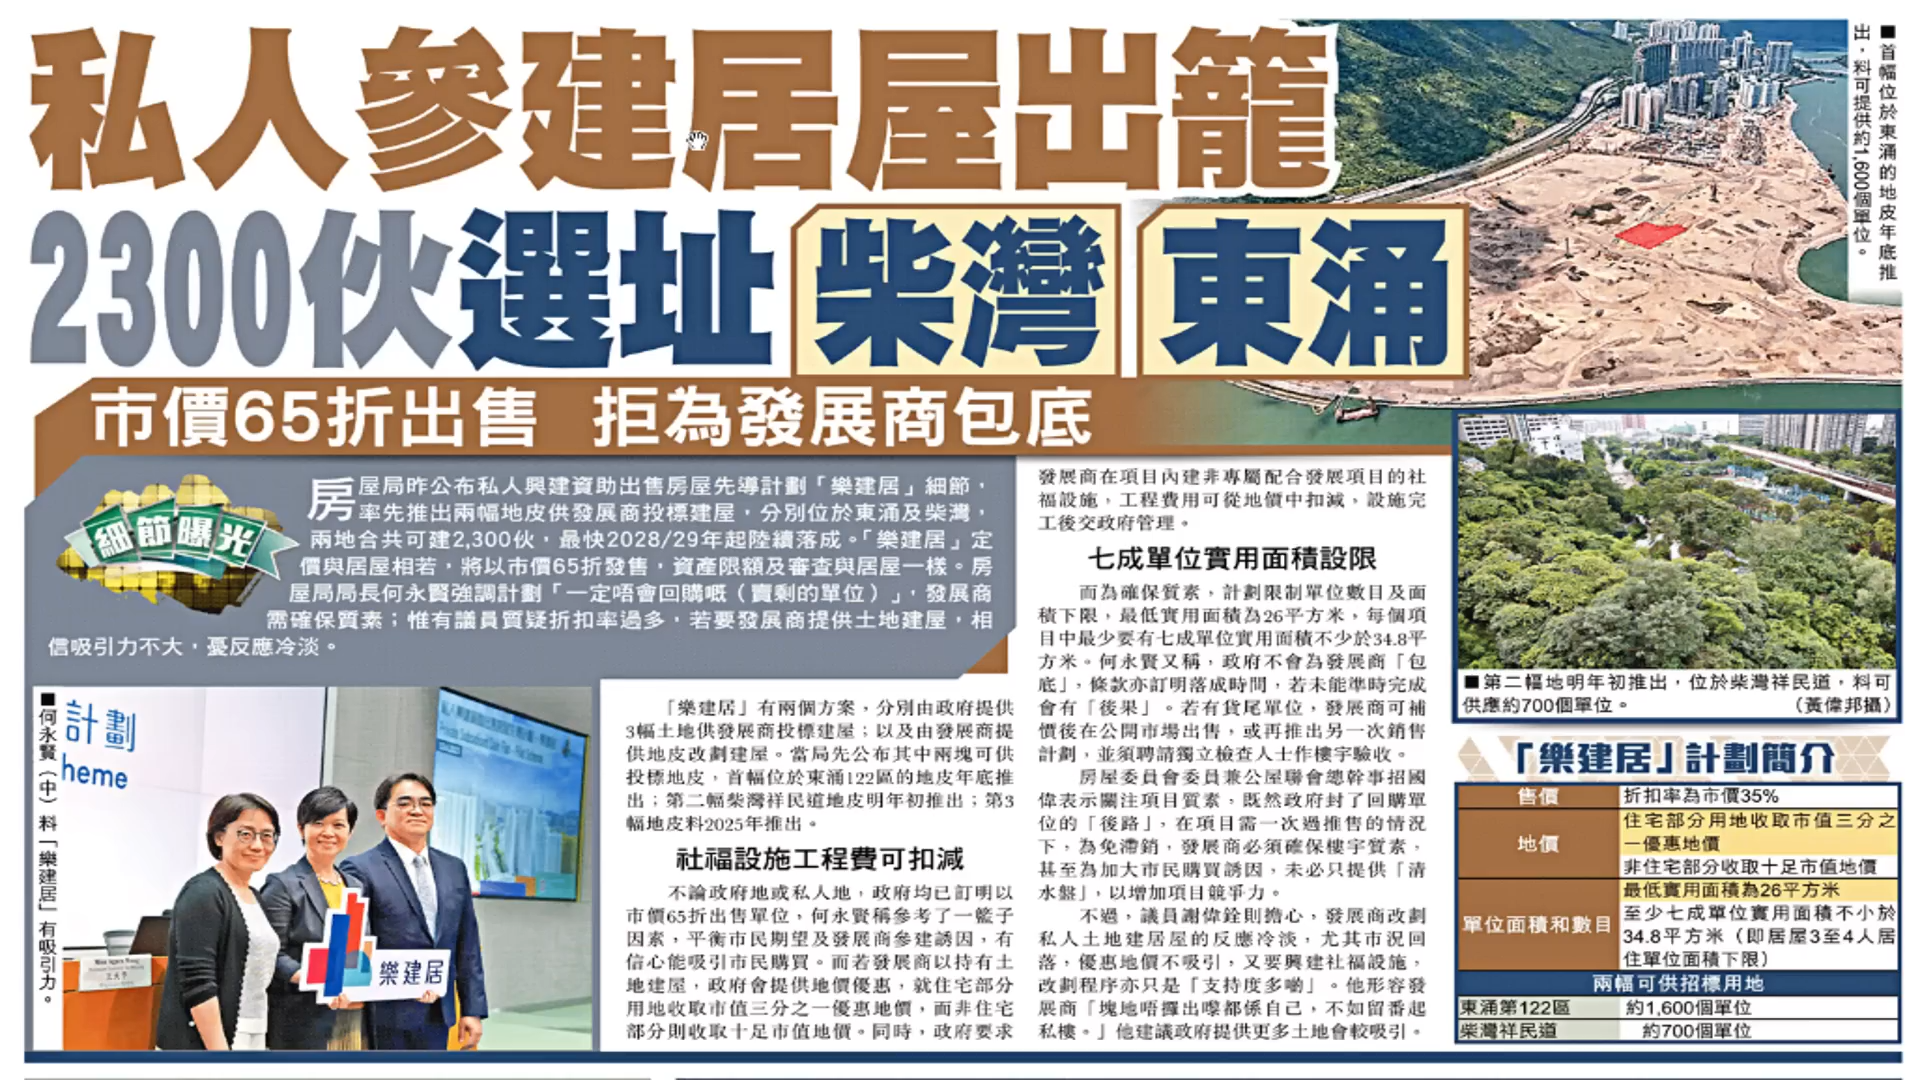 私人參建居屋出籠
2300伙選址 柴灣 東涌
市價65折出售 拒為發展商包底
■首幅位於東涌的地皮年底推
出，料可提供約1,600個單位。
細節曝光
房屋局昨公布私人興建資助出售房屋先導計劃「樂建居」細節，
率先推出兩幅地皮供發展商投標建屋，分別位於東涌及柴灣，
兩地合共可建2,300伙，最快2028/29年起陸續落成。「樂建居」定
價與居屋相若，將以市價65折發售，資產限額及審查與居屋一樣。房
屋局局長何永賢強調計劃「一定唔會回購嘅（賣剩的單位）」，發展商
需確保質素；惟有議員質疑折扣率過多，若要發展商提供土地建屋，相
信吸引力不大，憂反應冷淡。
■何永賢（中）料「樂建居」有吸引力。
計劃
heme
樂建居
「樂建居」有兩個方案，分別由政府提供
3幅土地供發展商投標建屋；以及由發展商提
供地皮改劃建屋。當局先公布其中兩塊可供
投標地皮，首幅位於東涌122區的地皮年底推
出；第二幅柴灣祥民道地皮明年初推出；第3
幅地皮料2025年推出。
社福設施工程費可扣減
不論政府地或私人地，政府均已訂明以
市價65折出售單位，何永賢稱參考了一籃子
因素，平衡市民期望及發展商參建誘因，有
信心能吸引市民購買。而若發展商以持有土
地建屋，政府會提供地價優惠，就住宅部分
用地收取市值三分之一優惠地價，而非住宅
部分則收取十足市值地價。同時，政府要求
發展商在項目內建非專屬配合發展項目的社
福設施，工程費用可從地價中扣減，設施完
工後交政府管理。
七成單位實用面積設限
而為確保質素，計劃限制單位數目及面
積下限，最低實用面積為26平方米，每個項
目中最少要有七成單位實用面積不少於34.8平
方米。何永賢又稱，政府不會為發展商「包
底」，條款亦訂明落成時間，若未能準時完成
會有「後果」。若有貨尾單位，發展商可補
價後在公開市場出售，或再推出另一次銷售
計劃，並須聘請獨立檢查人士作樓宇驗收。
房屋委員會委員兼公屋聯會總幹事招國
偉表示關注項目質素，既然政府封了回購單
位的「後路」，在項目需一次過推售的情況
下，為免滯銷，發展商必須確保樓宇質素，
甚至為加大市民購買誘因，未必只提供「清
水盤」，以增加項目競爭力。
不過，議員謝偉銓則擔心，發展商改劃
私人土地建居屋的反應冷淡，尤其市況回
落，優惠地價不吸引，又要興建社福設施，
改劃程序亦只是「支持度多啲」。他形容發
展商「塊地唔攞出嚟都係自己，不如留番起
私樓。」他建議政府提供更多土地會較吸引。
■第二幅地明年初推出，位於柴灣祥民道，料可
供應約700個單位。 （黃偉邦攝）
「樂建居」計劃簡介
售價 折扣率為市價35%
地價 住宅部分用地收取市值三分之
一優惠地價
非住宅部分收取十足市值地價
單位面積和數目 最低實用面積為26平方米
至少七成單位實用面積不小於
34.8平方米（即居屋3至4人居
住單位面積下限）
兩幅可供招標用地
東涌第122區 約1,600個單位
柴灣祥民道 約700個單位